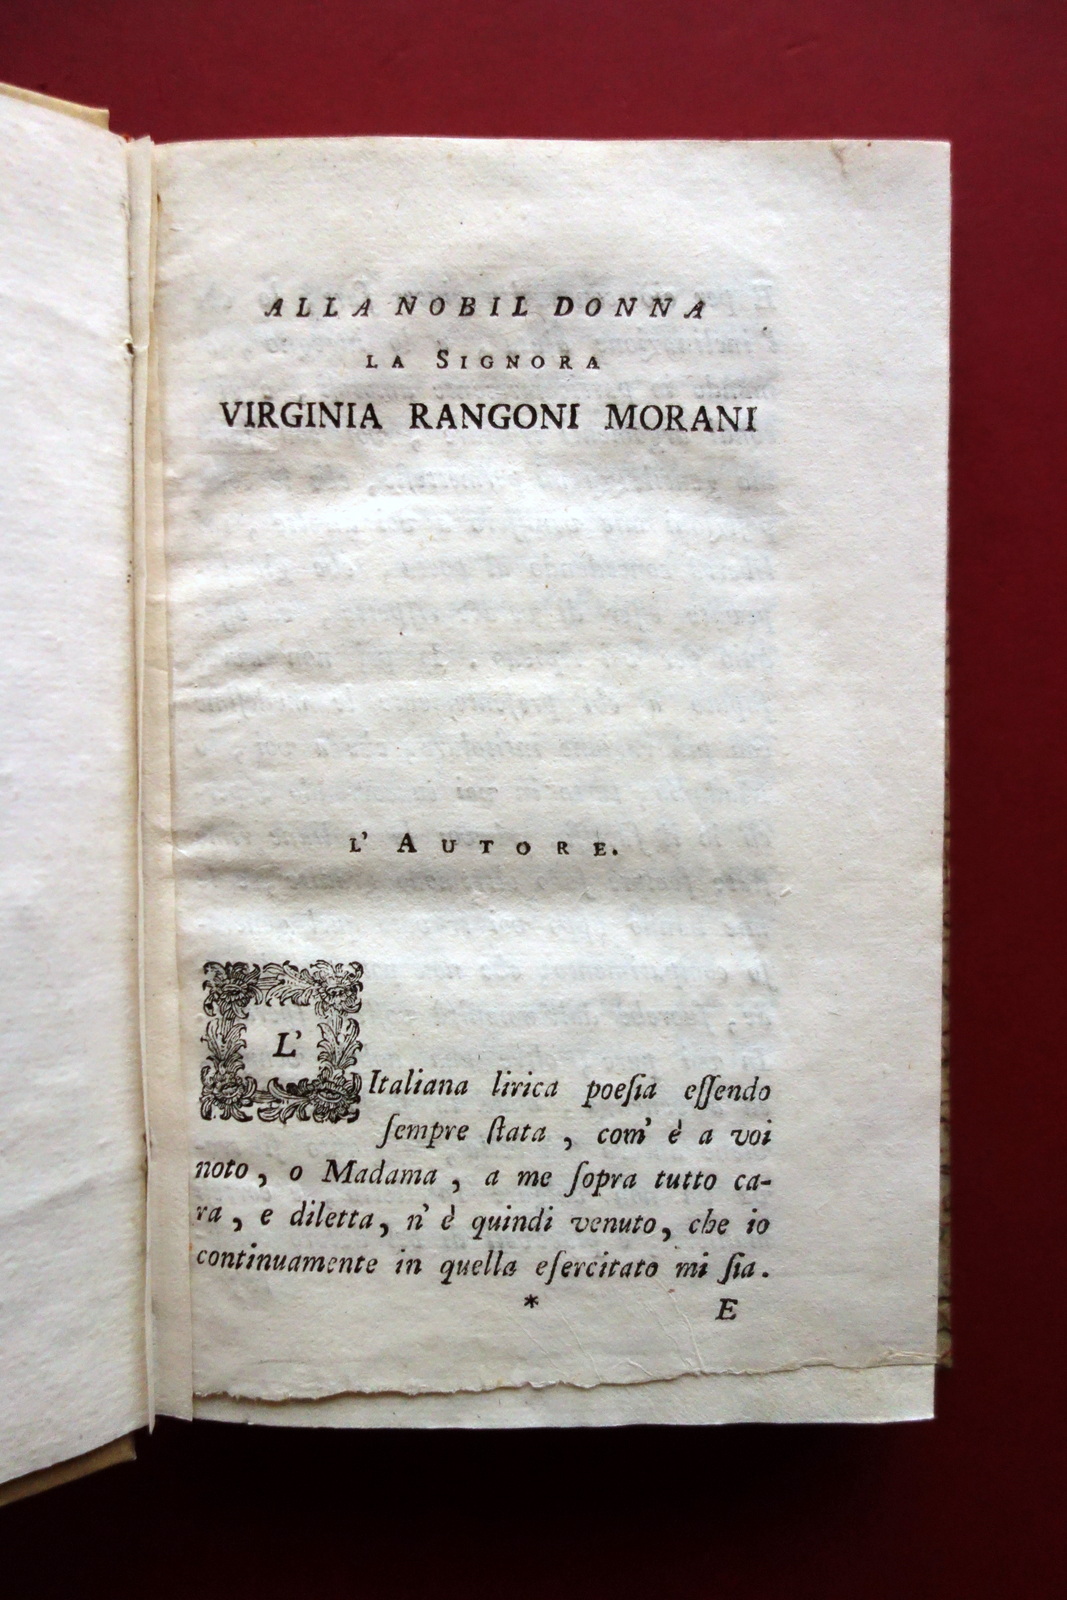 ALLA NOBIL DONNA
LA SIGNORA
VIRGINIA RANGONI MORANI
L' AUTORE.
L'
Italiana lirica poeſia eſſendo
ſempre ſtata , com' è a voi
noto , o Madama , a me ſopra tutto ca-
ra , e diletta, n' è quindi venuto, che io
continuamente in quella eſercitato mi ſia .
* E